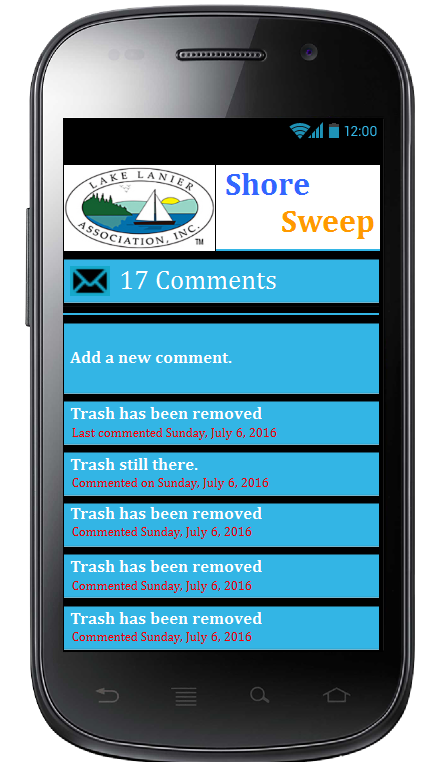 12:00
LAKE LANIER
ASSOCIATION, INC.
TM
Shore
Sweep
17 Comments
Add a new comment.
Trash has been removed
Last commented Sunday, July 6, 2016
Trash still there.
Commented on Sunday, July 6, 2016
Trash has been removed
Commented Sunday, July 6, 2016
Trash has been removed
Commented Sunday, July 6, 2016
Trash has been removed
Commented Sunday, July 6, 2016